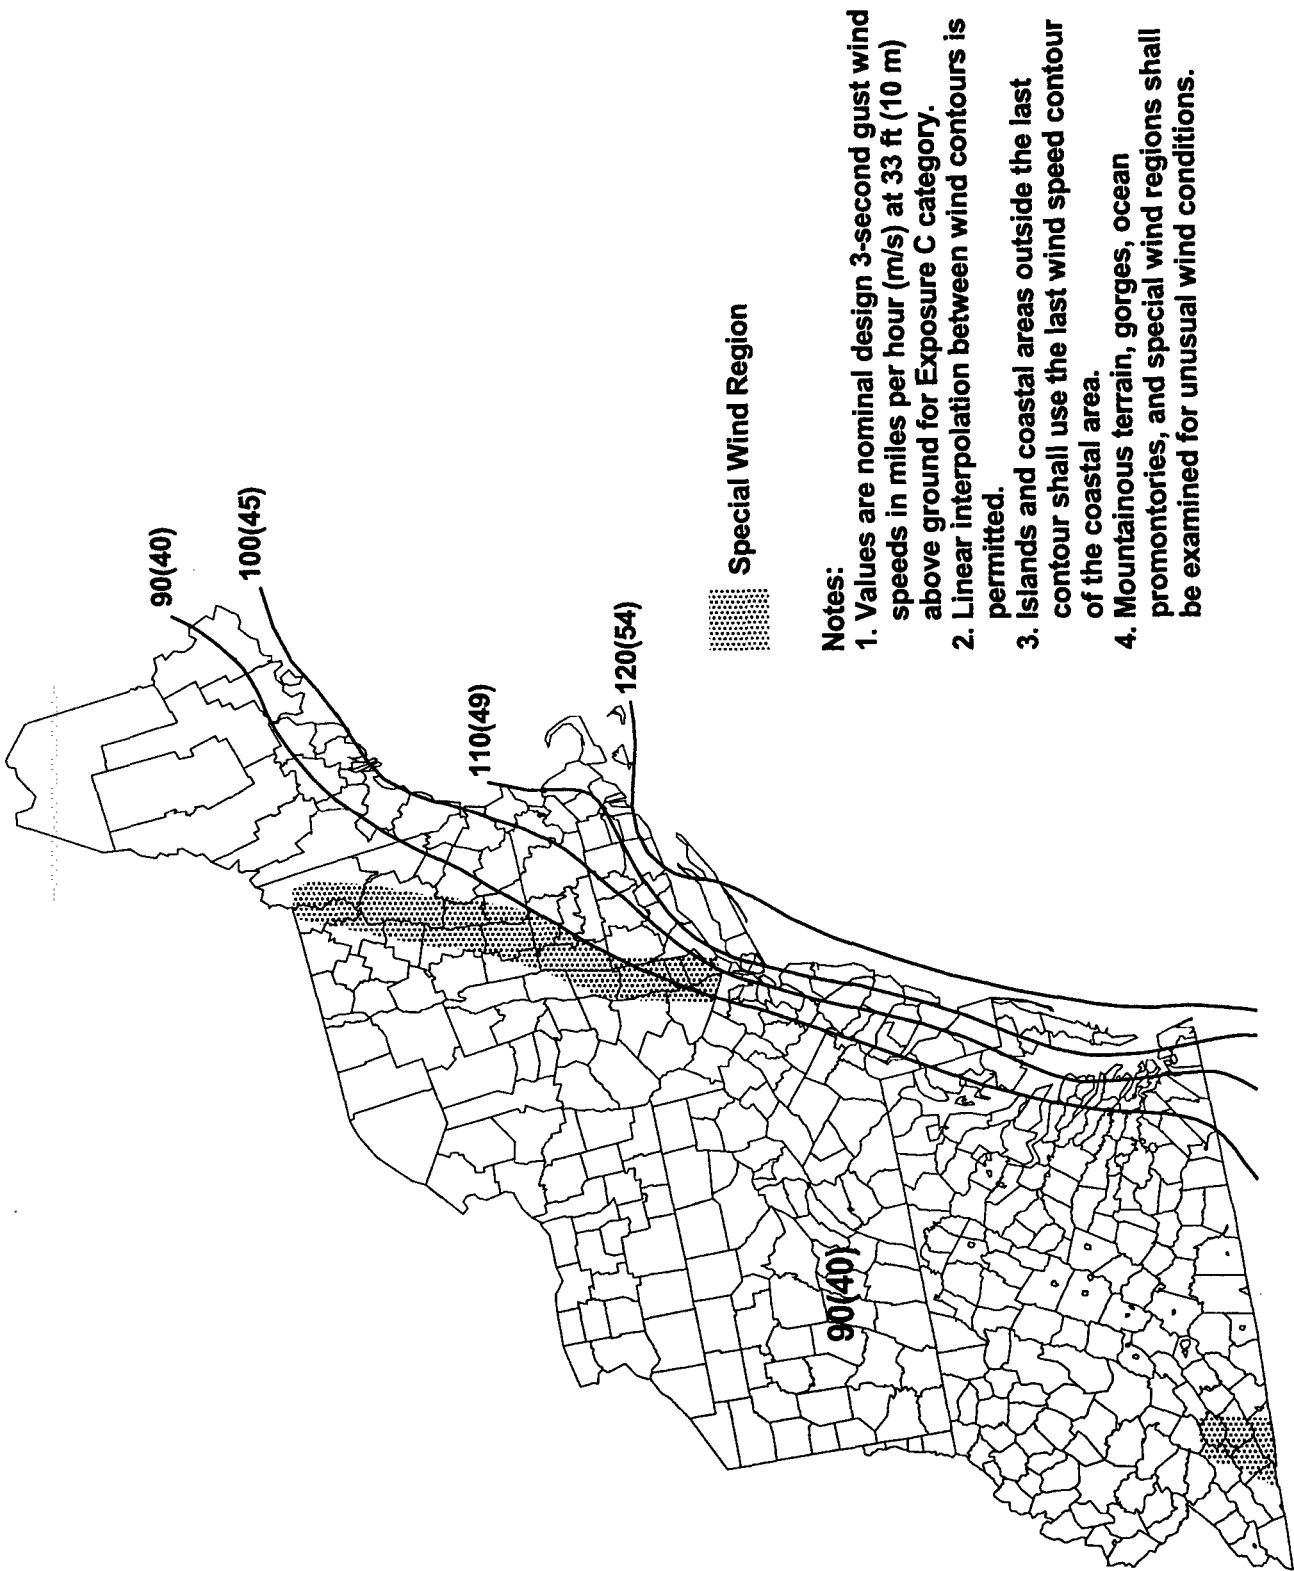 90(40)
100(45)
110(49)
120(54)
90(40)
Special Wind Region
Notes:
1. Values are nominal design 3-second gust wind
speeds in miles per hour (m/s) at 33 ft (10 m)
above ground for Exposure C category.
2. Linear interpolation between wind contours is
permitted.
3. Islands and coastal areas outside the last
contour shall use the last wind speed contour
of the coastal area.
4. Mountainous terrain, gorges, ocean
promontories, and special wind regions shall
be examined for unusual wind conditions.